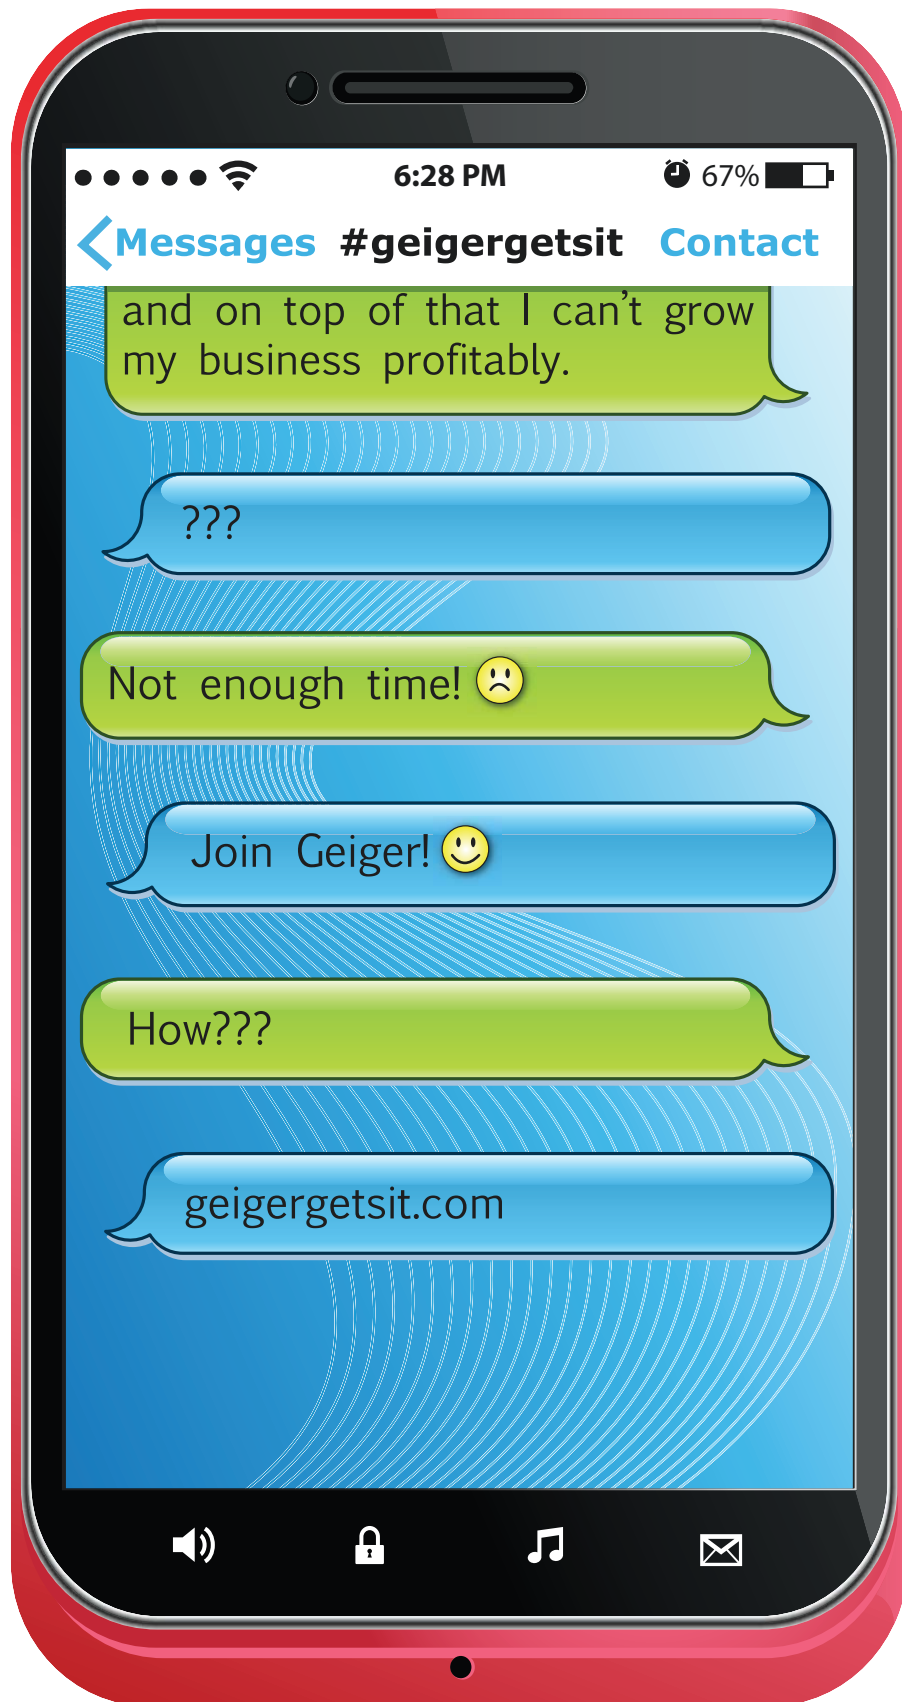 6:28 PM 67%
Messages #geigergetsit Contact
and on top of that I can't grow
my business profitably.
???
Not enough time!
Join Geiger!
How???
geigergetsit.com